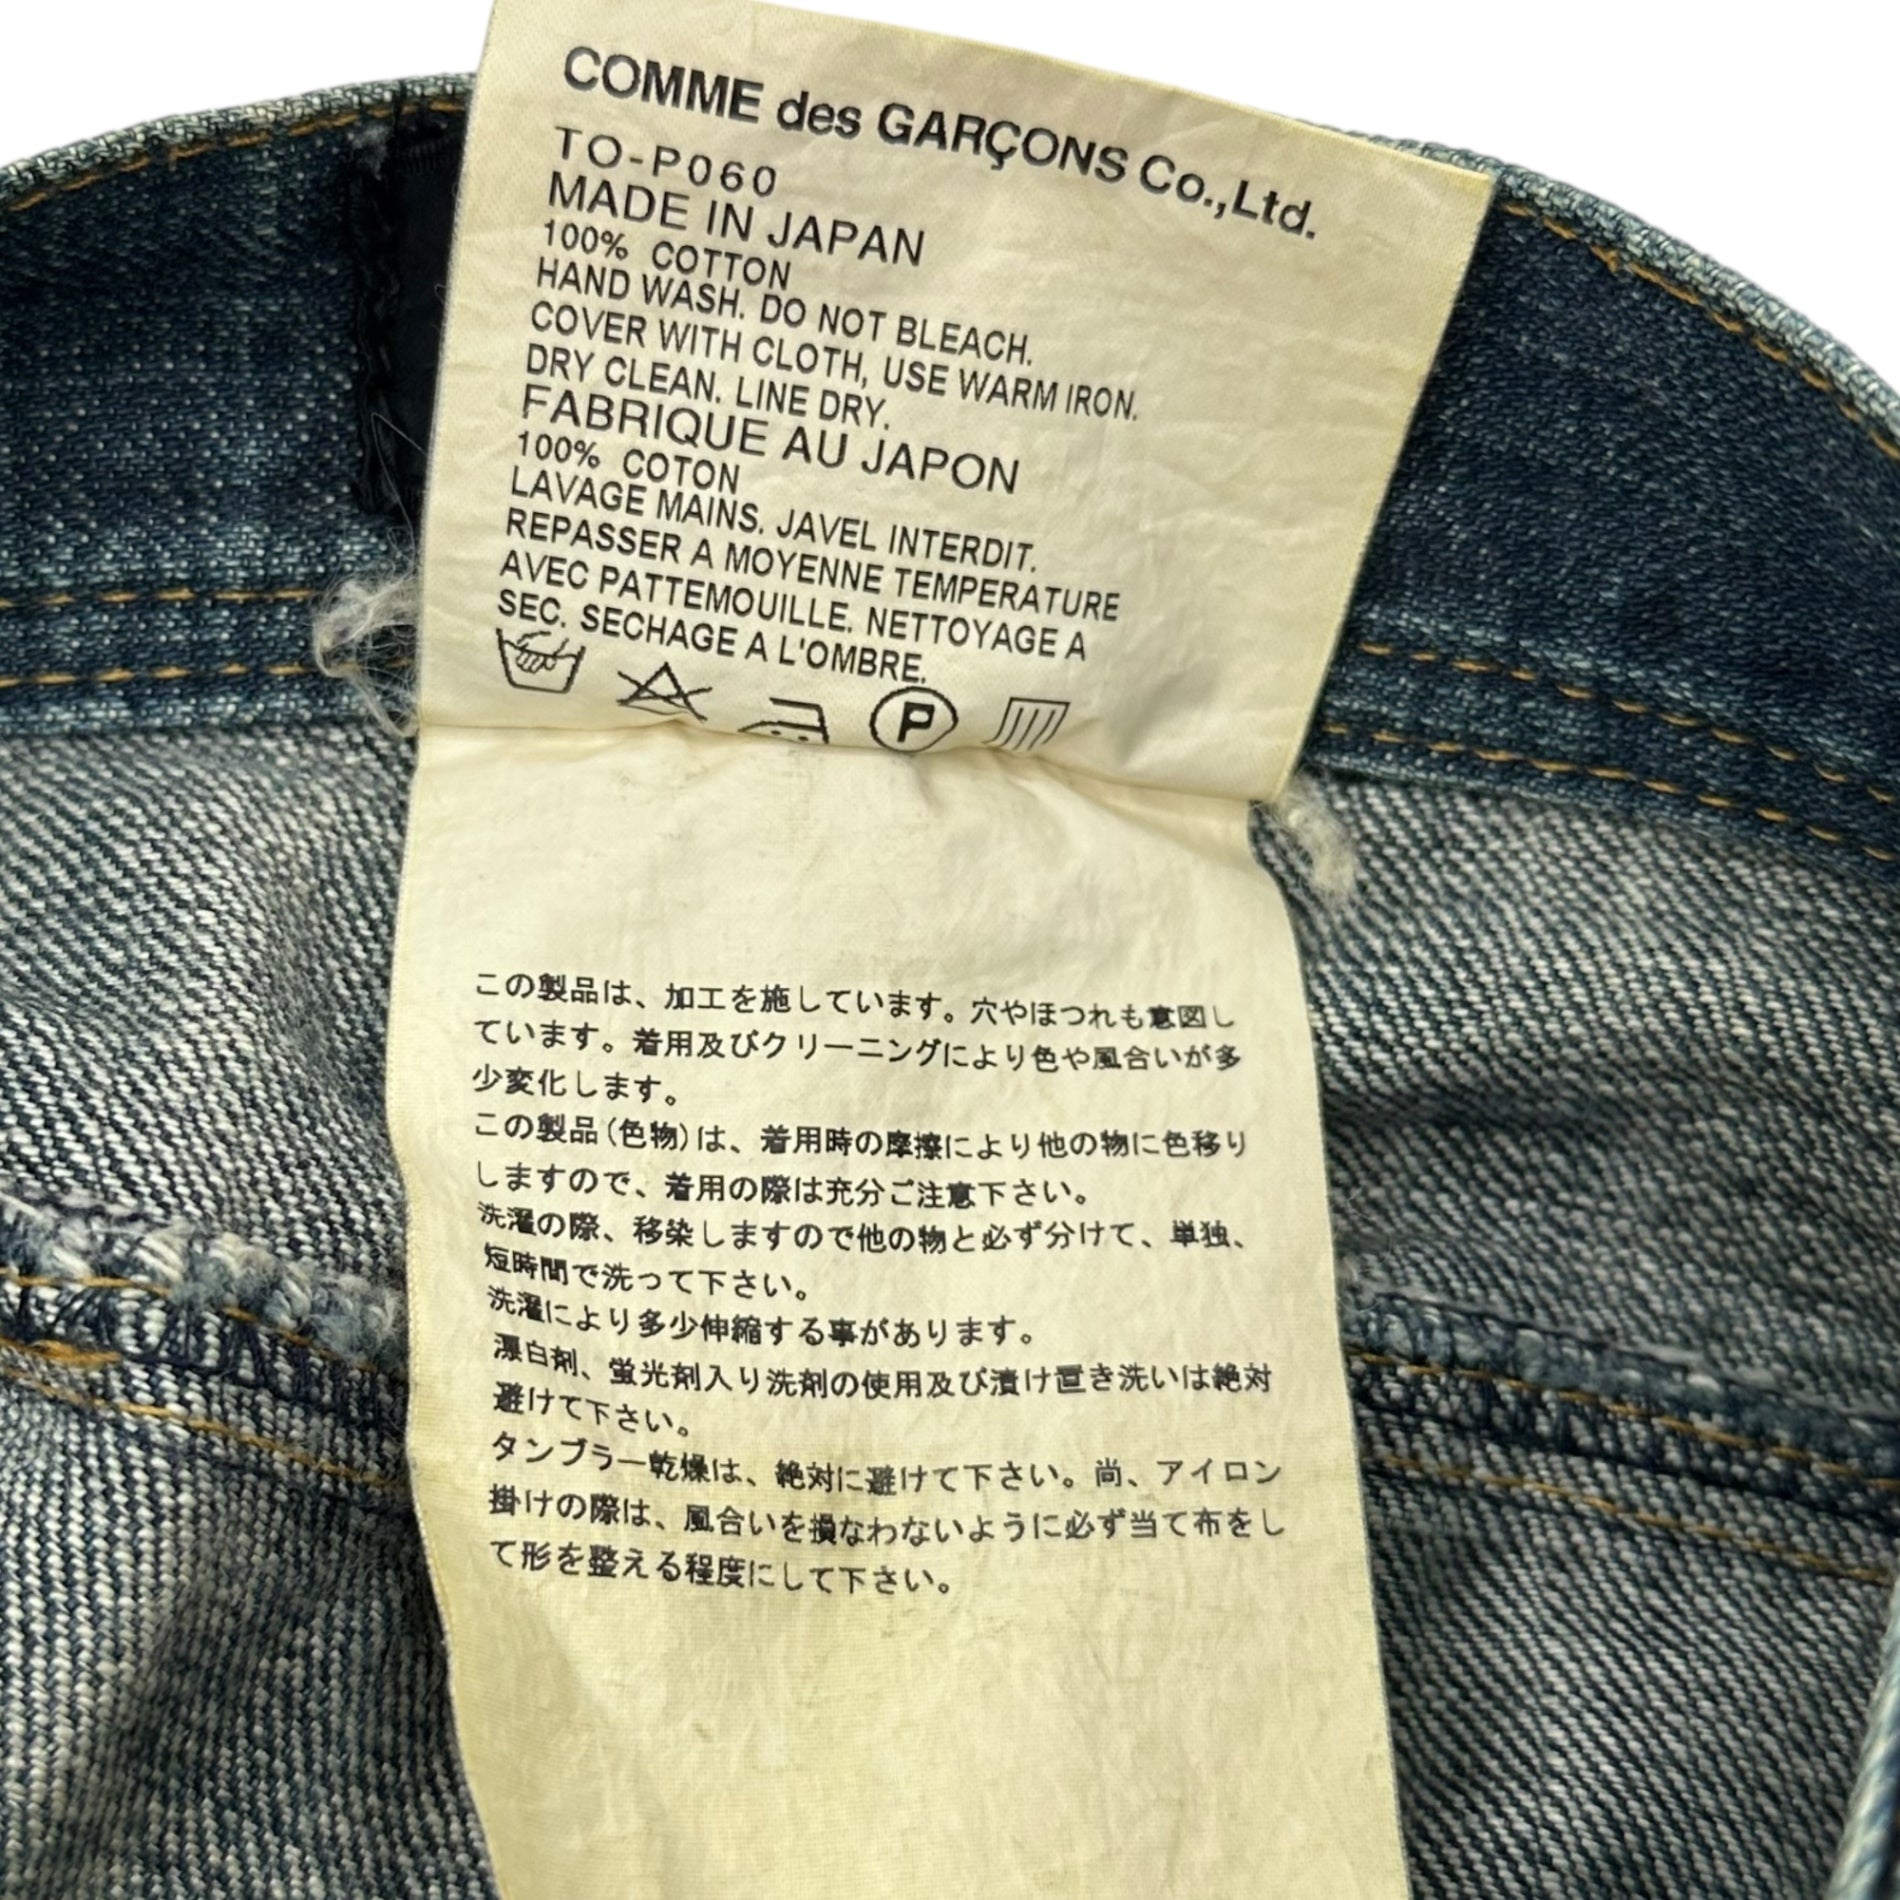 COMME des GARÇONS Co.,Ltd.
TO-P060
MADE IN JAPAN
100% COTTON
HAND WASH. DO NOT BLEACH.
COVER WITH CLOTH, USE WARM IRON.
DRY CLEAN. LINE DRY.
FABRIQUE AU JAPON
100% COTON
LAVAGE MAINS. JAVEL INTERDIT.
REPASSER A MOYENNE TEMPERATURE
AVEC PATTEMOUILLE. NETTOYAGE A
SEC. SECHAGE A L'OMBRE.
P
この製品は、加工を施しています。穴やほつれも意図し
ています。着用及びクリーニングにより色や風合いが多
少変化します。
この製品(色物)は、着用時の摩擦により他の物に色移り
しますので、着用の際は充分ご注意下さい。
洗濯の際、移染しますので他の物と必ず分けて、単独、
短時間で洗って下さい。
洗濯により多少伸縮する事があります。
漂白剤、蛍光剤入り洗剤の使用及び漬け置き洗いは絶対
避けて下さい。
タンブラー乾燥は、絶対に避けて下さい。尚、アイロン
掛けの際は、風合いを損なわないように必ず当て布をし
て形を整える程度にして下さい。